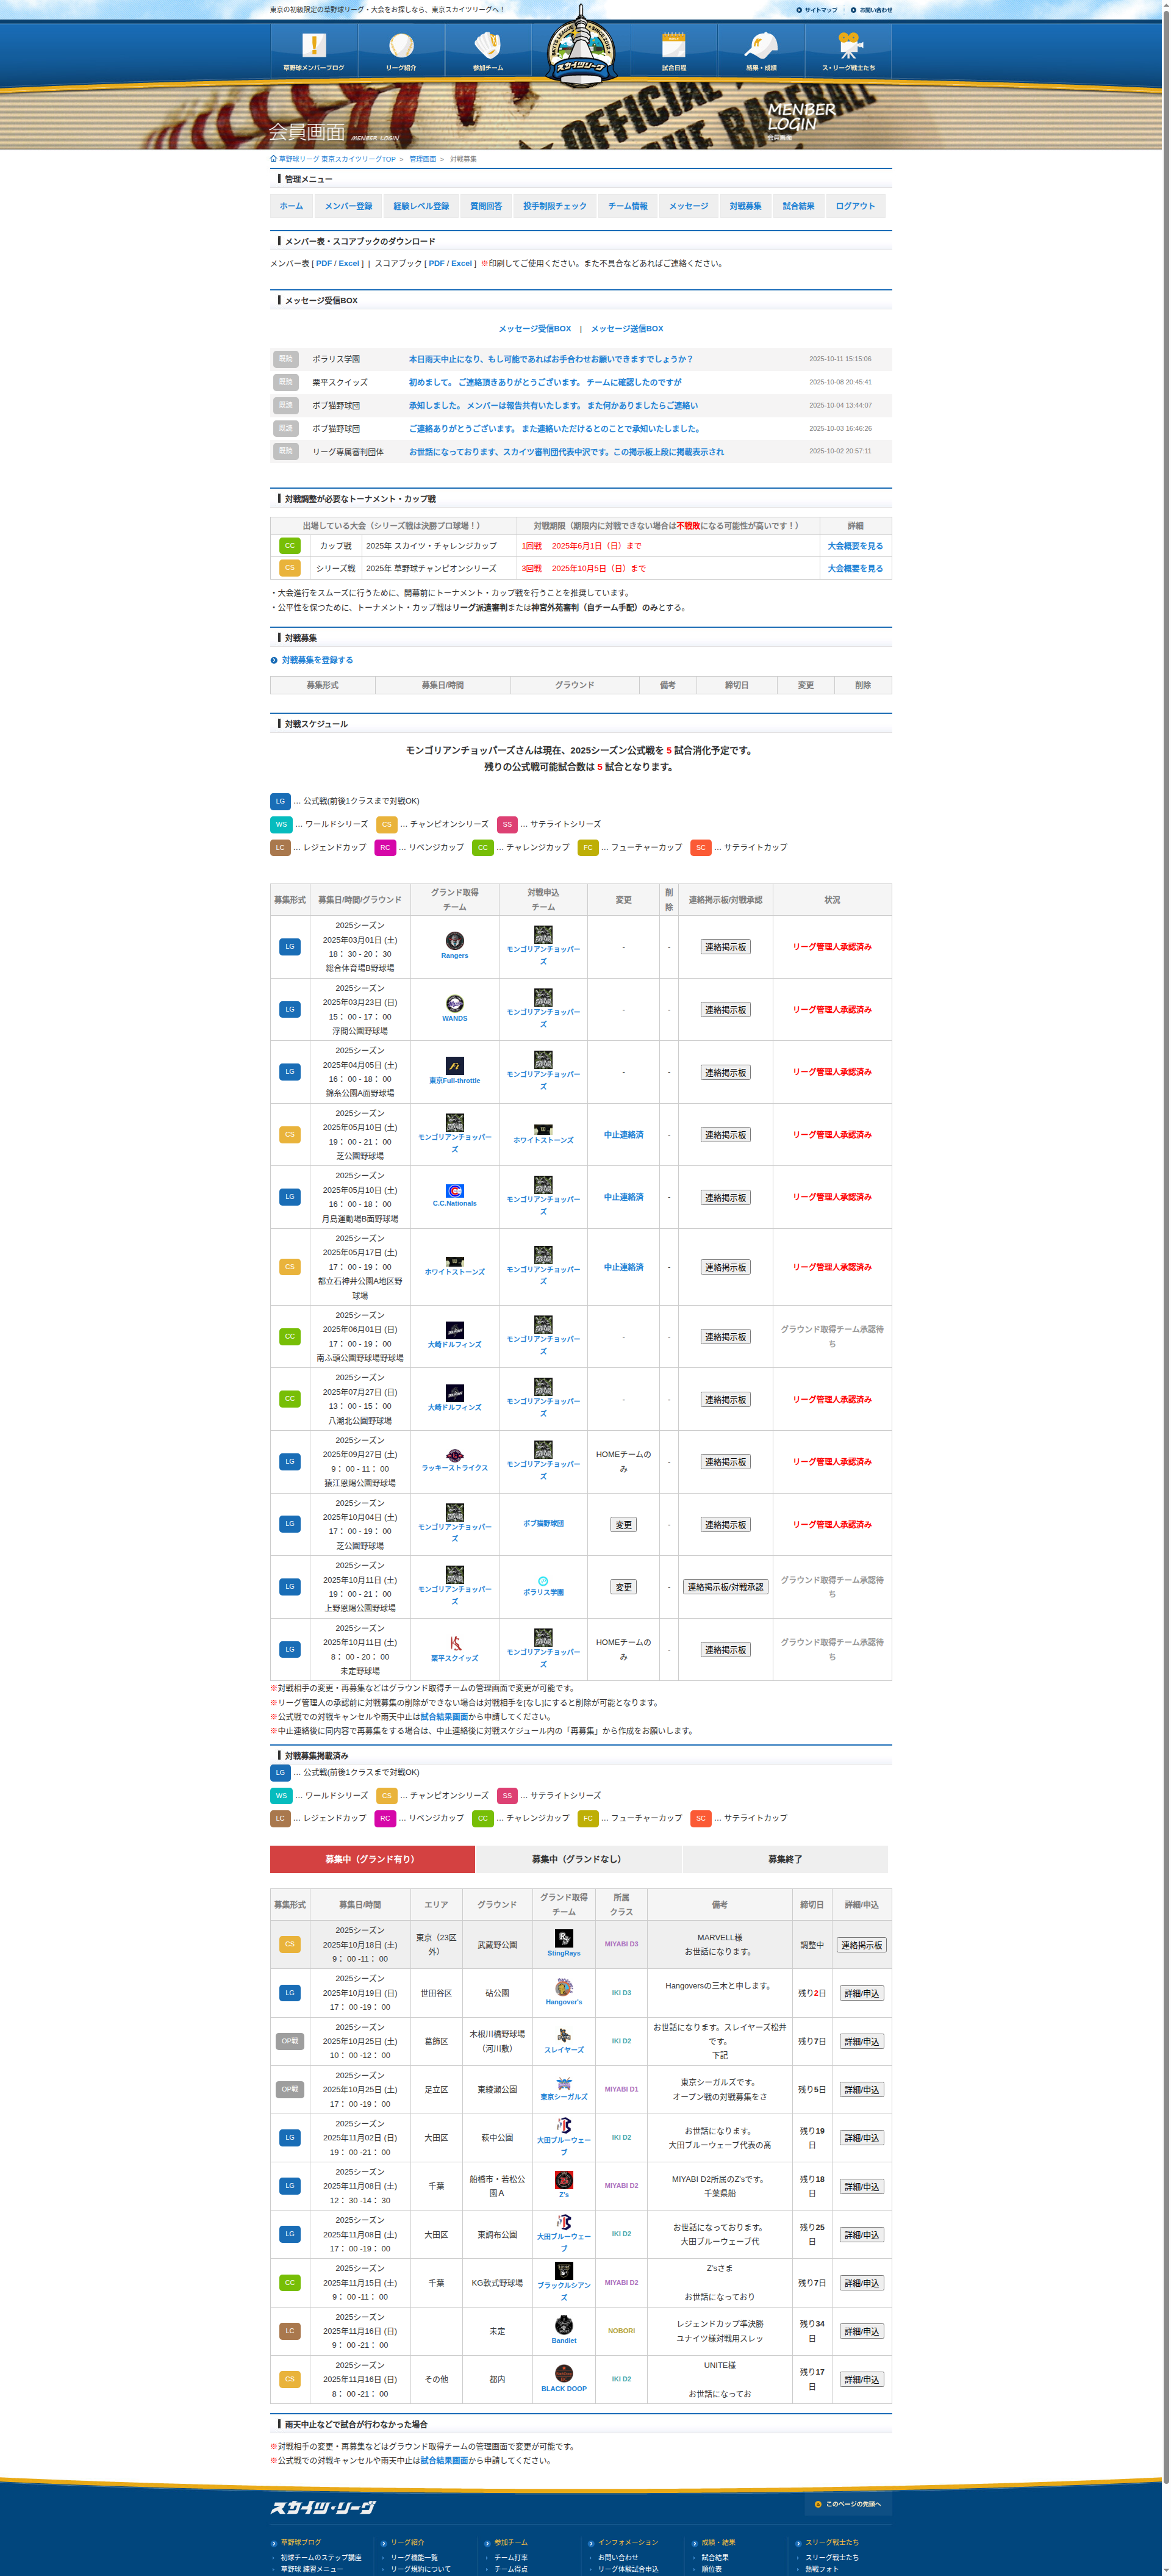 東京の初級限定の草野球リーグ・大会をお探しなら、東京スカイツリーグへ！
サイトマップ
お問い合わせ
草野球メンバーブログ
リーグ紹介
参加チーム
スカイツリーグ
試合日程
結果・成績
スカイ・リーグ戦士たち
会員画面 MENBER LOGIN
MENBER LOGIN
会員画面
草野球リーグ 東京スカイツリーグTOP > 管理画面 > 対戦募集
管理メニュー
ホーム メンバー登録 経験レベル登録 質問回答 投手制限チェック チーム情報 メッセージ 対戦募集 試合結果 ログアウト
メンバー表・スコアブックのダウンロード
メンバー表 [ PDF / Excel ] | スコアブック [ PDF / Excel ] ※印刷してご使用ください。また不具合などあればご連絡ください。
メッセージ受信BOX
メッセージ受信BOX | メッセージ送信BOX
既読 ポラリス学園 本日雨天中止になり、もし可能であればお手合わせお願いできますでしょうか？ 2025-10-11 15:15:06
既読 栗平スクイッズ 初めまして。 ご連絡頂きありがとうございます。 チームに確認したのですが 2025-10-08 20:45:41
既読 ボブ猫野球団 承知しました。 メンバーは報告共有いたします。 また何かありましたらご連絡い 2025-10-04 13:44:07
既読 ボブ猫野球団 ご連絡ありがとうございます。 また連絡いただけるとのことで承知いたしました。 2025-10-03 16:46:26
既読 リーグ専属審判団体 お世話になっております、スカイツ審判団代表中沢です。この掲示板上段に掲載表示され 2025-10-02 20:57:11
対戦調整が必要なトーナメント・カップ戦
出場している大会（シリーズ戦は決勝プロ球場！） 対戦期限（期限内に対戦できない場合は不戦敗になる可能性が高いです！） 詳細
CC カップ戦 2025年 スカイツ・チャレンジカップ 1回戦 2025年6月1日（日）まで 大会概要を見る
CS シリーズ戦 2025年 草野球チャンピオンシリーズ 3回戦 2025年10月5日（日）まで 大会概要を見る
・大会進行をスムーズに行うために、開幕前にトーナメント・カップ戦を行うことを推奨しています。
・公平性を保つために、トーナメント・カップ戦はリーグ派遣審判または神宮外苑審判（自チーム手配）のみとする。
対戦募集
対戦募集を登録する
募集形式 募集日/時間 グラウンド 備考 締切日 変更 削除
対戦スケジュール
モンゴリアンチョッパーズさんは現在、2025シーズン公式戦を 5 試合消化予定です。
残りの公式戦可能試合数は 5 試合となります。
LG … 公式戦(前後1クラスまで対戦OK)
WS … ワールドシリーズ CS … チャンピオンシリーズ SS … サテライトシリーズ
LC … レジェンドカップ RC … リベンジカップ CC … チャレンジカップ FC … フューチャーカップ SC … サテライトカップ
募集形式 募集日/時間/グラウンド グランド取得チーム 対戦申込チーム 変更 削除 連絡掲示板/対戦承認 状況
2025シーズン
2025年03月01日 (土)
LG 18： 30 - 20： 30 Rangers モンゴリアンチョッパーズ - - 連絡掲示板 リーグ管理人承認済み
総合体育場B野球場
2025シーズン
2025年03月23日 (日)
LG 15： 00 - 17： 00 WANDS モンゴリアンチョッパーズ - - 連絡掲示板 リーグ管理人承認済み
浮間公園野球場
2025シーズン
2025年04月05日 (土)
LG 16： 00 - 18： 00 東京Full-throttle モンゴリアンチョッパーズ - - 連絡掲示板 リーグ管理人承認済み
錦糸公園A面野球場
2025シーズン
2025年05月10日 (土)
CS 19： 00 - 21： 00 モンゴリアンチョッパーズ ホワイトストーンズ 中止連絡済 - 連絡掲示板 リーグ管理人承認済み
芝公園野球場
2025シーズン
2025年05月10日 (土)
LG 16： 00 - 18： 00 C.C.Nationals モンゴリアンチョッパーズ 中止連絡済 - 連絡掲示板 リーグ管理人承認済み
月島運動場B面野球場
2025シーズン
2025年05月17日 (土)
CS 17： 00 - 19： 00 ホワイトストーンズ モンゴリアンチョッパーズ 中止連絡済 - 連絡掲示板 リーグ管理人承認済み
都立石神井公園A地区野球場
2025シーズン
2025年06月01日 (日)
CC 17： 00 - 19： 00 大崎ドルフィンズ モンゴリアンチョッパーズ - - 連絡掲示板 グラウンド取得チーム承認待ち
南ふ頭公園野球場野球場
2025シーズン
2025年07月27日 (日)
CC 13： 00 - 15： 00 大崎ドルフィンズ モンゴリアンチョッパーズ - - 連絡掲示板 リーグ管理人承認済み
八潮北公園野球場
2025シーズン
2025年09月27日 (土)
LG 9： 00 - 11： 00 ラッキーストライクス モンゴリアンチョッパーズ HOMEチームのみ - 連絡掲示板 リーグ管理人承認済み
猿江恩賜公園野球場
2025シーズン
2025年10月04日 (土)
LG 17： 00 - 19： 00 モンゴリアンチョッパーズ ボブ猫野球団 変更 - 連絡掲示板 リーグ管理人承認済み
芝公園野球場
2025シーズン
2025年10月11日 (土)
LG 19： 00 - 21： 00 モンゴリアンチョッパーズ ポラリス学園 変更 - 連絡掲示板/対戦承認 グラウンド取得チーム承認待ち
上野恩賜公園野球場
2025シーズン
2025年10月11日 (土)
LG 8： 00 - 20： 00 栗平スクイッズ モンゴリアンチョッパーズ HOMEチームのみ - 連絡掲示板 グラウンド取得チーム承認待ち
未定野球場
※対戦相手の変更・再募集などはグラウンド取得チームの管理画面で変更が可能です。
※リーグ管理人の承認前に対戦募集の削除ができない場合は対戦相手を[なし]にすると削除が可能となります。
※公式戦での対戦キャンセルや雨天中止は試合結果画面から申請してください。
※中止連絡後に同内容で再募集をする場合は、中止連絡後に対戦スケジュール内の「再募集」から作成をお願いします。
対戦募集掲載済み
LG … 公式戦(前後1クラスまで対戦OK)
WS … ワールドシリーズ CS … チャンピオンシリーズ SS … サテライトシリーズ
LC … レジェンドカップ RC … リベンジカップ CC … チャレンジカップ FC … フューチャーカップ SC … サテライトカップ
募集中（グランド有り） 募集中（グランドなし） 募集終了
募集形式 募集日/時間 エリア グラウンド グランド取得チーム 所属クラス 備考 締切日 詳細/申込
2025シーズン
CS 2025年10月18日 (土) 東京（23区外） 武蔵野公園 StingRays MIYABI D3 MARVELL様 お世話になります。 調整中 連絡掲示板
9： 00 -11： 00
2025シーズン
LG 2025年10月19日 (日) 世田谷区 砧公園 Hangover's IKI D3 Hangoversの三木と申します。 残り2日 詳細/申込
17： 00 -19： 00
2025シーズン
OP戦 2025年10月25日 (土) 葛飾区 木根川橋野球場（河川敷） スレイヤーズ IKI D2 お世話になります。スレイヤーズ松井です。 下記 残り7日 詳細/申込
10： 00 -12： 00
2025シーズン
OP戦 2025年10月25日 (土) 足立区 東綾瀬公園 東京シーガルズ MIYABI D1 東京シーガルズです。 オープン戦の対戦募集をさ 残り5日 詳細/申込
17： 00 -19： 00
2025シーズン
LG 2025年11月02日 (日) 大田区 萩中公園 大田ブルーウェーブ IKI D2 お世話になります。 大田ブルーウェーブ代表の髙 残り19日 詳細/申込
19： 00 -21： 00
2025シーズン
LG 2025年11月08日 (土) 千葉 船橋市・若松公園Ａ Z's MIYABI D2 MIYABI D2所属のZ'sです。 千葉県船 残り18日 詳細/申込
12： 30 -14： 30
2025シーズン
LG 2025年11月08日 (土) 大田区 東調布公園 大田ブルーウェーブ IKI D2 お世話になっております。 大田ブルーウェーブ代 残り25日 詳細/申込
17： 00 -19： 00
2025シーズン
CC 2025年11月15日 (土) 千葉 KG軟式野球場 ブラックルシアンズ MIYABI D2 Z'sさま お世話になっており 残り7日 詳細/申込
9： 00 -11： 00
2025シーズン
LC 2025年11月16日 (日) 未定 Bandiet NOBORI レジェンドカップ準決勝 ユナイツ様対戦用スレッ 残り34日 詳細/申込
9： 00 -21： 00
2025シーズン
CS 2025年11月16日 (日) その他 都内 BLACK DOOP IKI D2 UNITE様 お世話になってお 残り17日 詳細/申込
8： 00 -21： 00
雨天中止などで試合が行わなかった場合
※対戦相手の変更・再募集などはグラウンド取得チームの管理画面で変更が可能です。
※公式戦での対戦キャンセルや雨天中止は試合結果画面から申請してください。
スカイツ・リーグ
このページの先頭へ
草野球ブログ リーグ紹介 参加チーム インフォメーション 成績・結果 スリーグ戦士たち
初球チームのステップ講座 リーグ機能一覧 チーム打率 お問い合わせ 試合結果 スリーグ戦士たち
草野球 練習メニュー リーグ規約について チーム得点 リーグ体験試合申込 順位表 熱戦フォト